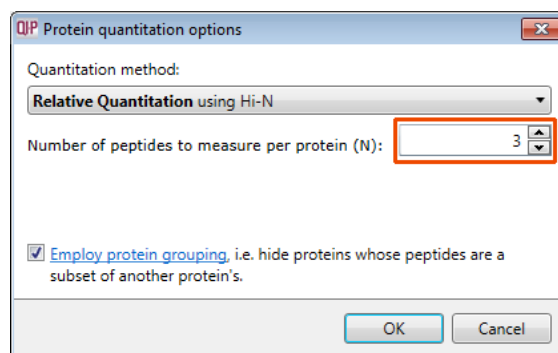 QIP Protein quantitation options
Quantitation method:
Relative Quantitation using Hi-N
Number of peptides to measure per protein (N): 3
Employ protein grouping, i.e. hide proteins whose peptides are a
subset of another protein's.
OK Cancel